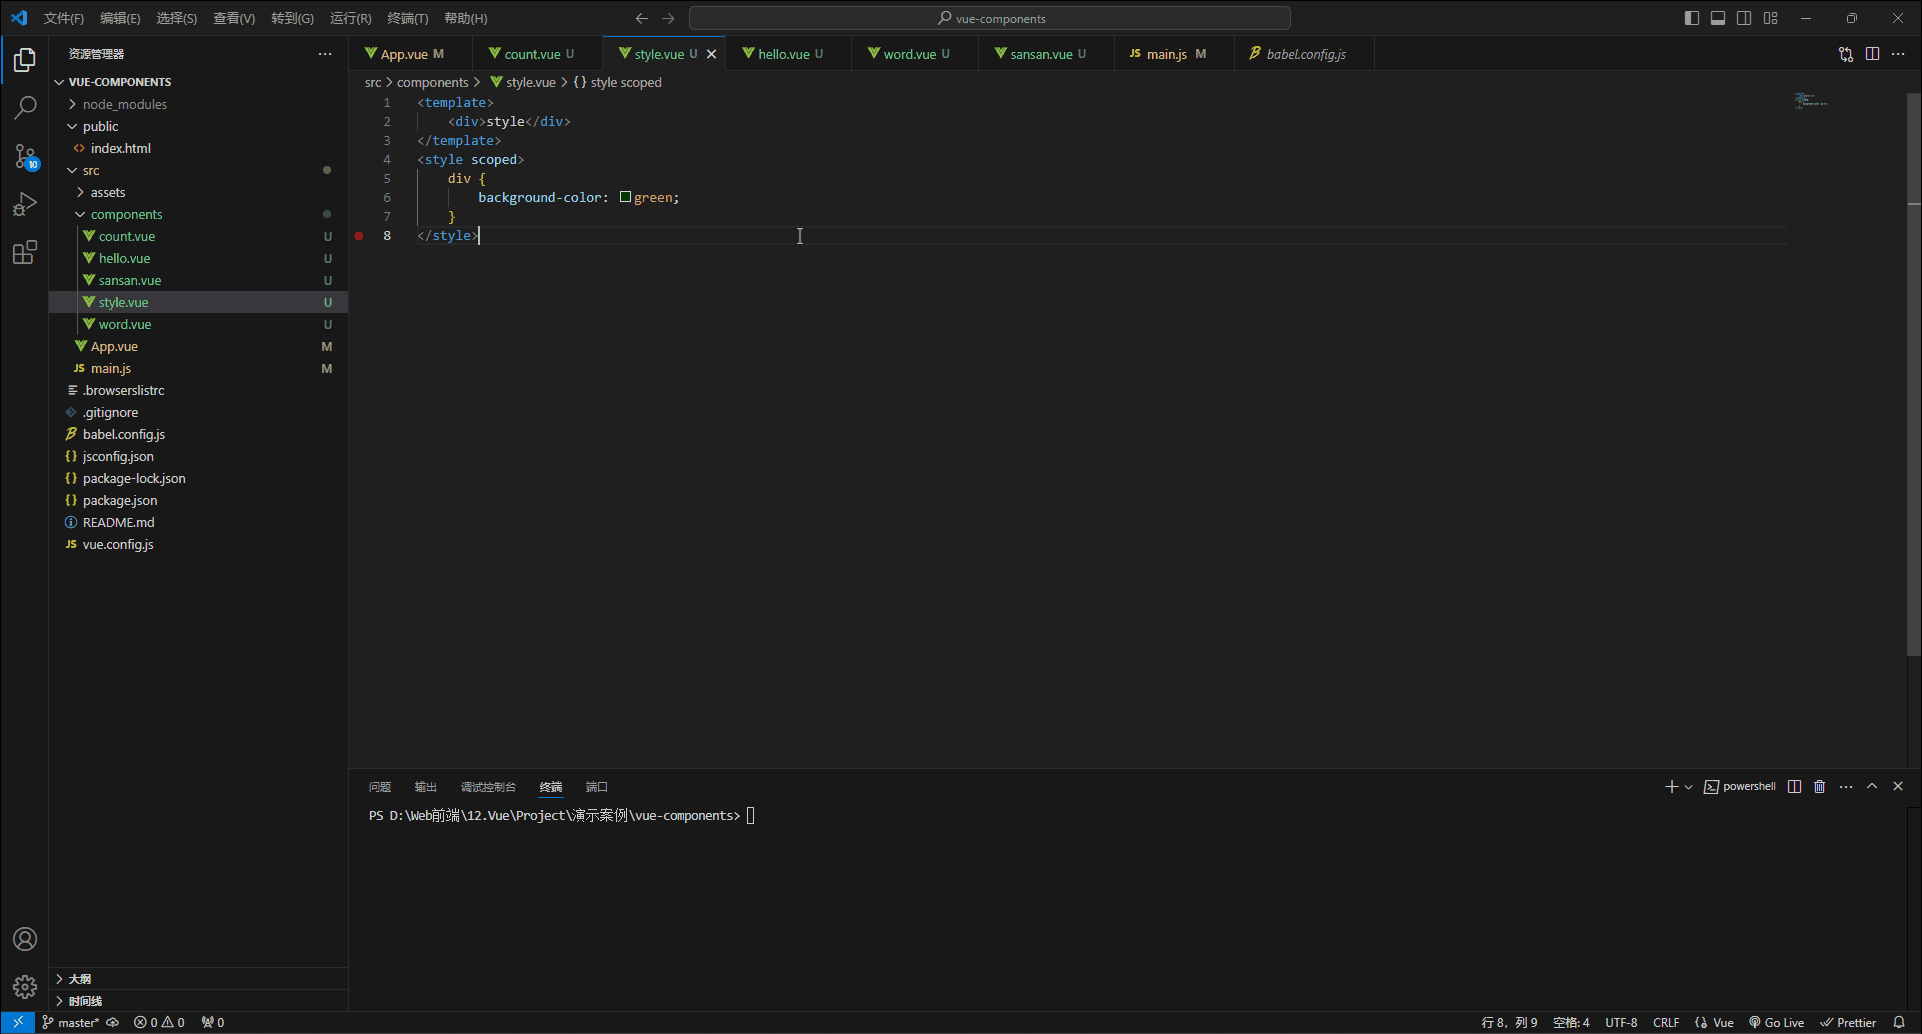 文件(F) 编辑(E) 选择(S) 查看(V) 转到(G) 运行(R) 终端(T) 帮助(H) vue-components
资源管理器
VUE-COMPONENTS
node_modules
public
index.html
src
assets
components
count.vue U
hello.vue U
sansan.vue U
style.vue U
word.vue U
App.vue M
JS main.js M
.browserslistrc
.gitignore
babel.config.js
{} jsconfig.json
{} package-lock.json
{} package.json
README.md
JS vue.config.js
大纲
时间线
10
App.vue M count.vue U style.vue U hello.vue U word.vue U sansan.vue U JS main.js M babel.config.js
src > components > style.vue > {} style scoped
1 <template>
2 <div>style</div>
3 </template>
4 <style scoped>
5 div {
6 background-color: green;
7 }
8 </style>
问题 输出 调试控制台 终端 端口 powershell
PS D:\Web前端\12.Vue\Project\演示案例\vue-components>
master* 0 0 0 行 8，列 9 空格: 4 UTF-8 CRLF Vue Go Live Prettier